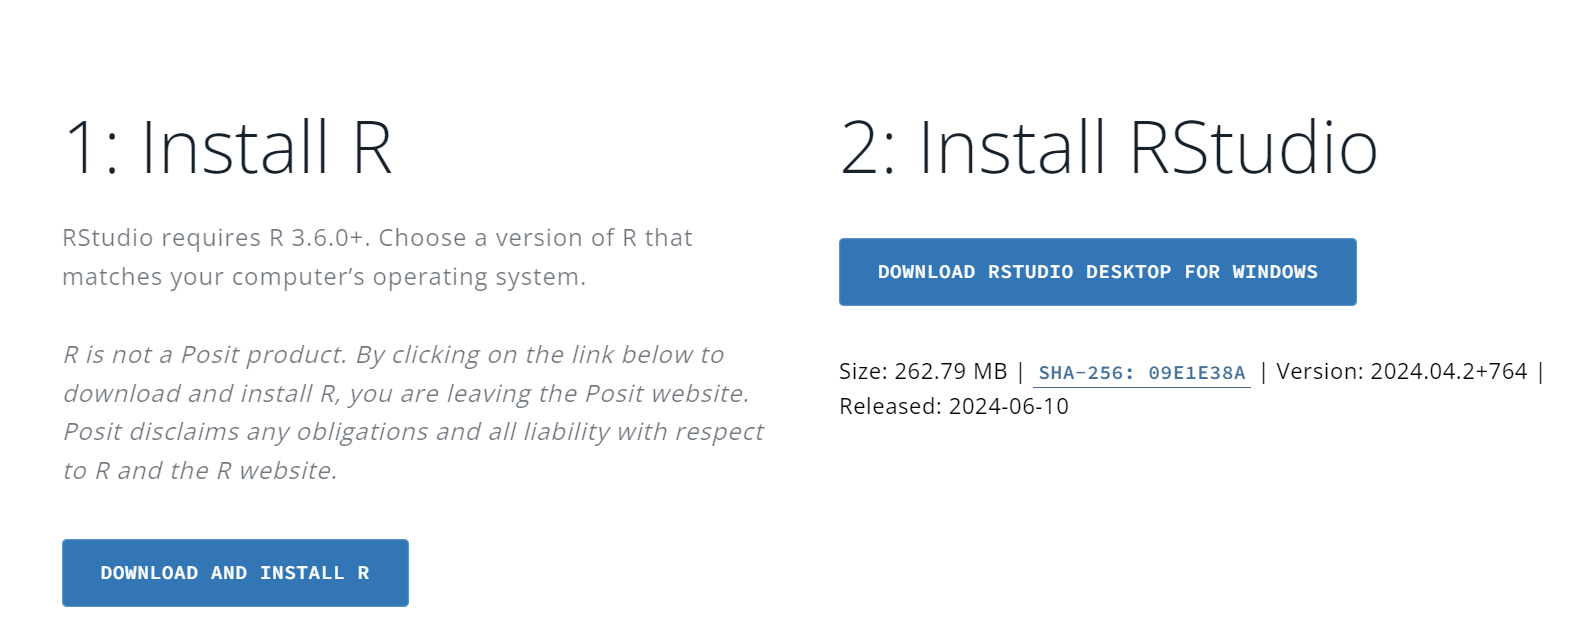 1: Install R
RStudio requires R 3.6.0+. Choose a version of R that
matches your computer’s operating system.
R is not a Posit product. By clicking on the link below to
download and install R, you are leaving the Posit website.
Posit disclaims any obligations and all liability with respect
to R and the R website.
DOWNLOAD AND INSTALL R
2: Install RStudio
DOWNLOAD RSTUDIO DESKTOP FOR WINDOWS
Size: 262.79 MB | SHA-256: 09E1E38A | Version: 2024.04.2+764 |
Released: 2024-06-10